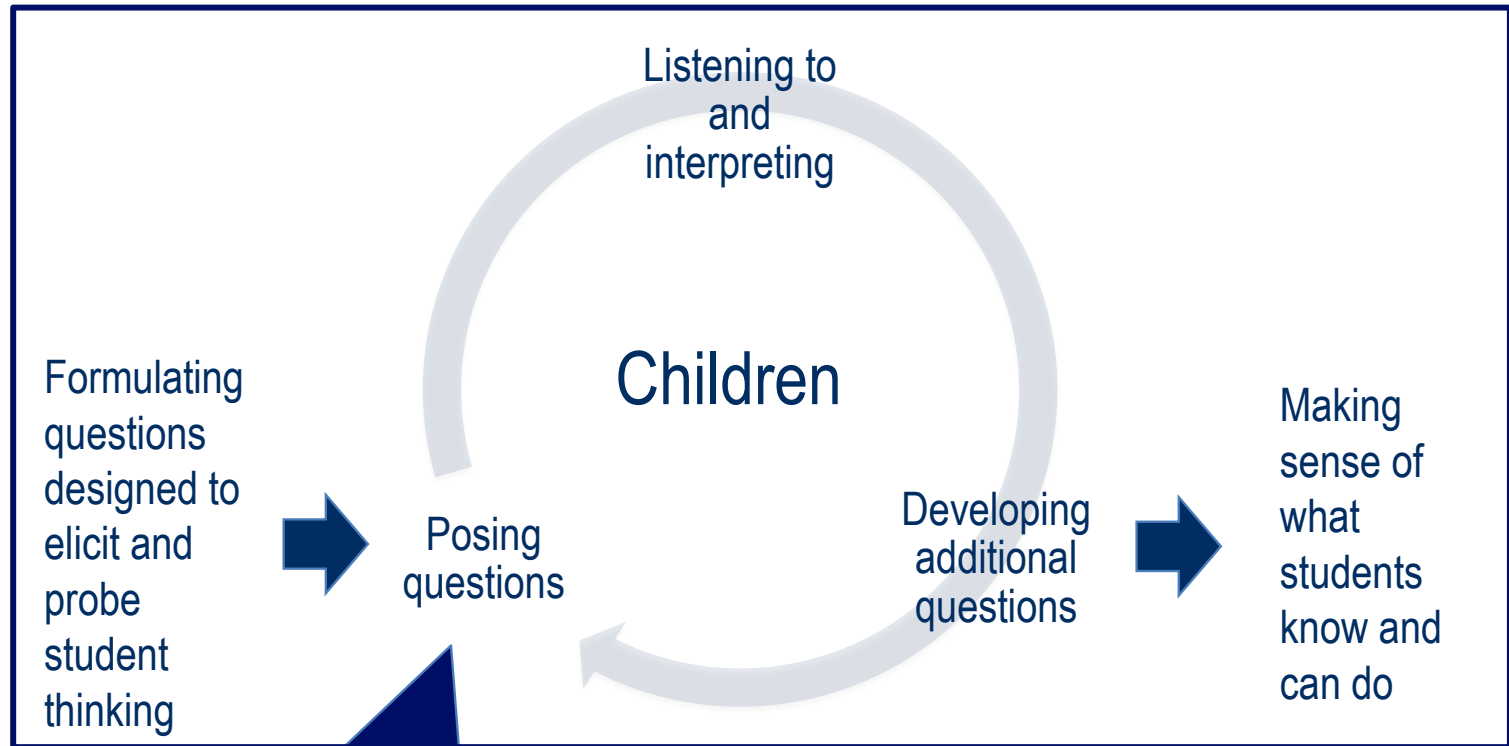 Listening to
and
interpreting
Children
Formulating
questions
designed to
elicit and
probe
student
thinking
Posing
questions
Developing
additional
questions
Making
sense of
what
students
know and
can do